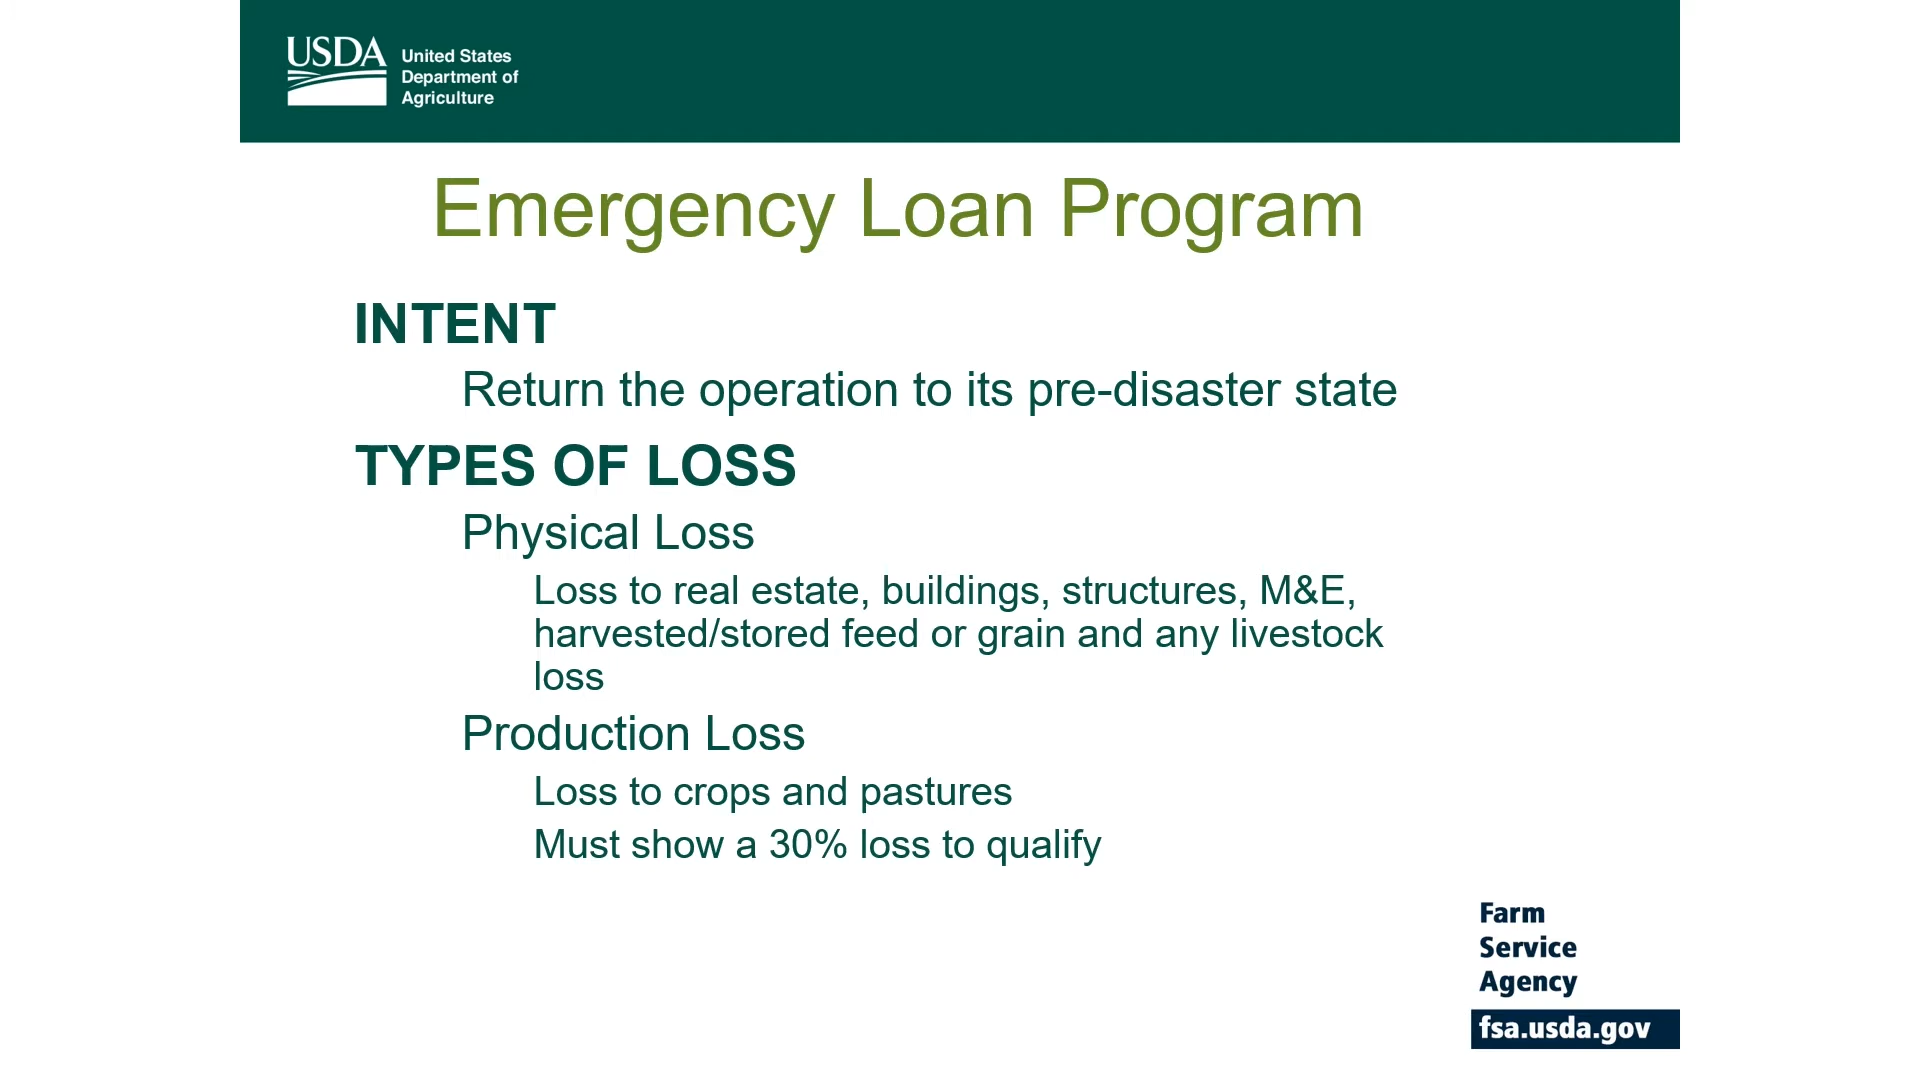 USDA
United States
Department of
Agriculture
Emergency Loan Program
INTENT
Return the operation to its pre-disaster state
TYPES OF LOSS
Physical Loss
Loss to real estate, buildings, structures, M&E,
harvested/stored feed or grain and any livestock
loss
Production Loss
Loss to crops and pastures
Must show a 30% loss to qualify
Farm
Service
Agency
fsa.usda.gov